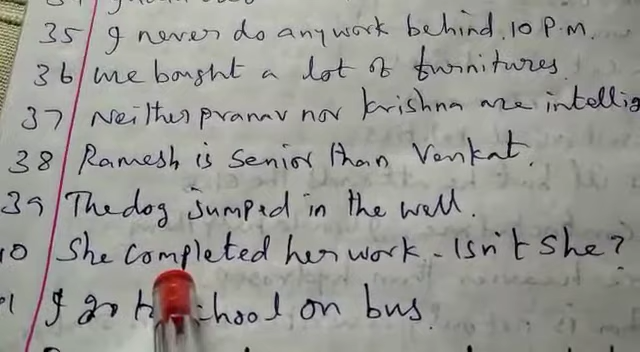 35 I never do any work behind 10 P.M.
36 We bought a lot of furnitures.
37 Neither pranav nor Krishna are
38 Ramesh is senior than Venkat.
39 The dog jumped in the well.
She completed her work - Isn't she?
I go on bus.